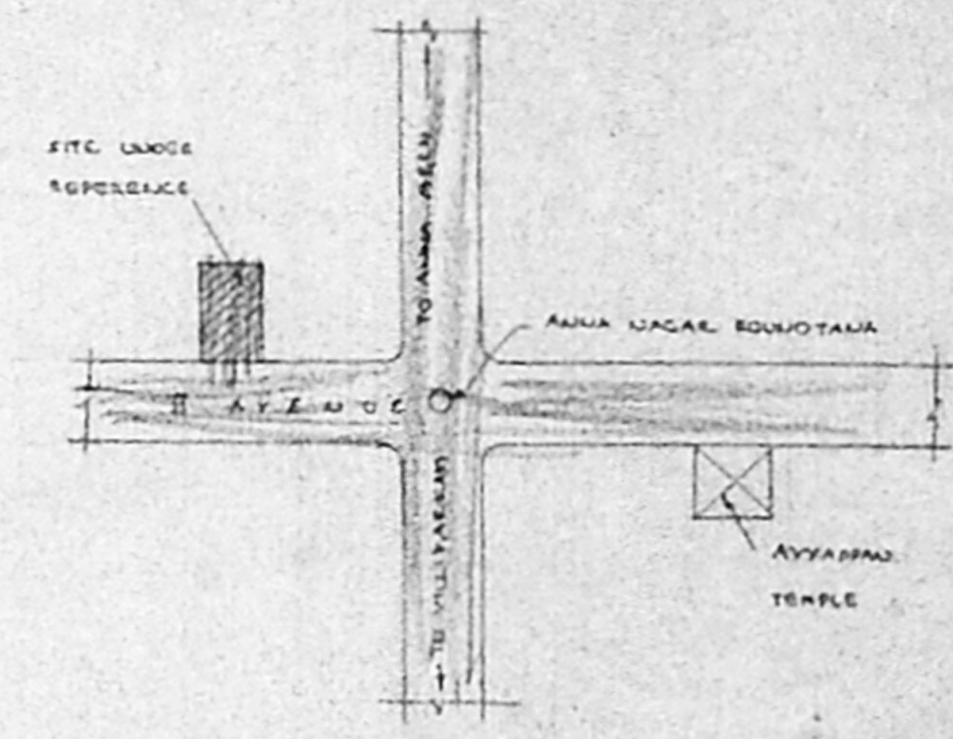 SITE UNDER
REFERENCE
TO ANNA ARCH
ANNA NAGAR ROUNDTANA
II AVENUE
TO VILLIVAKKAM
AYYAPPAN
TEMPLE